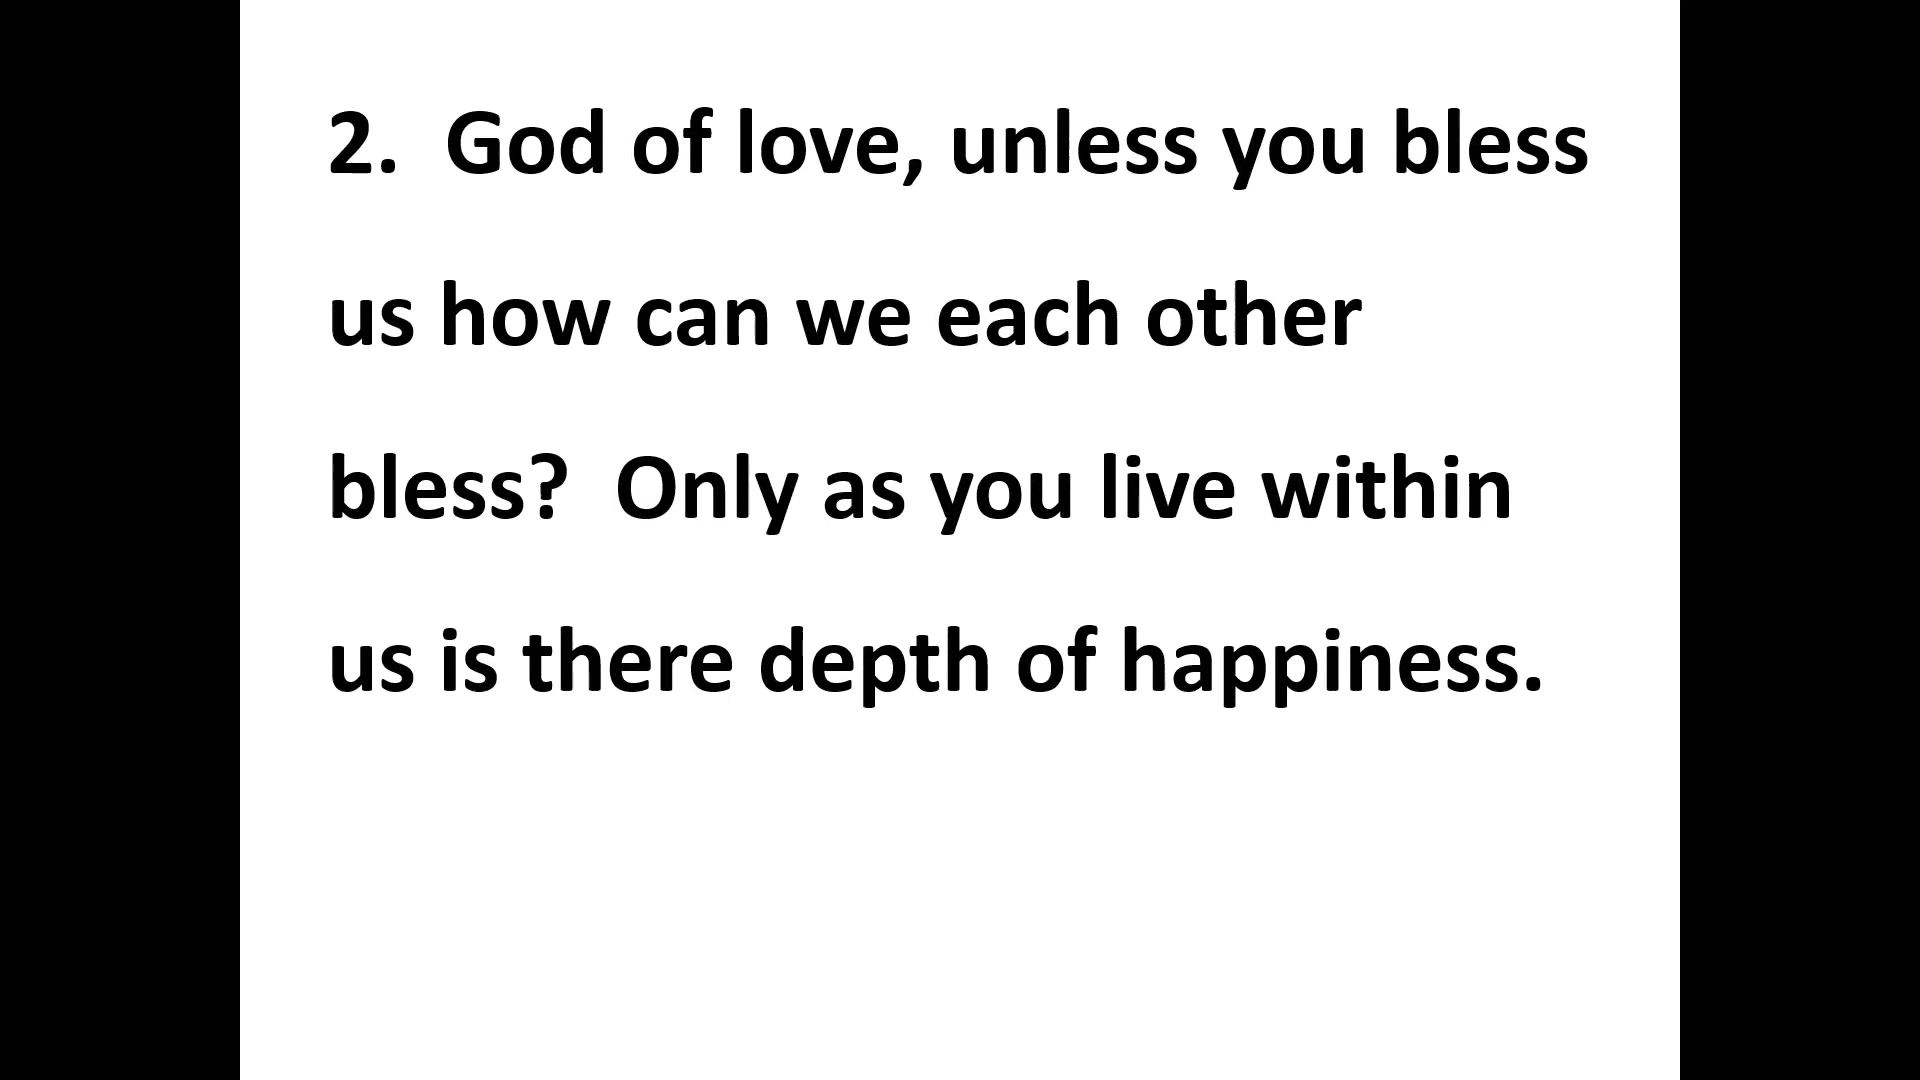 2.  God of love, unless you bless
us how can we each other
bless?  Only as you live within
us is there depth of happiness.